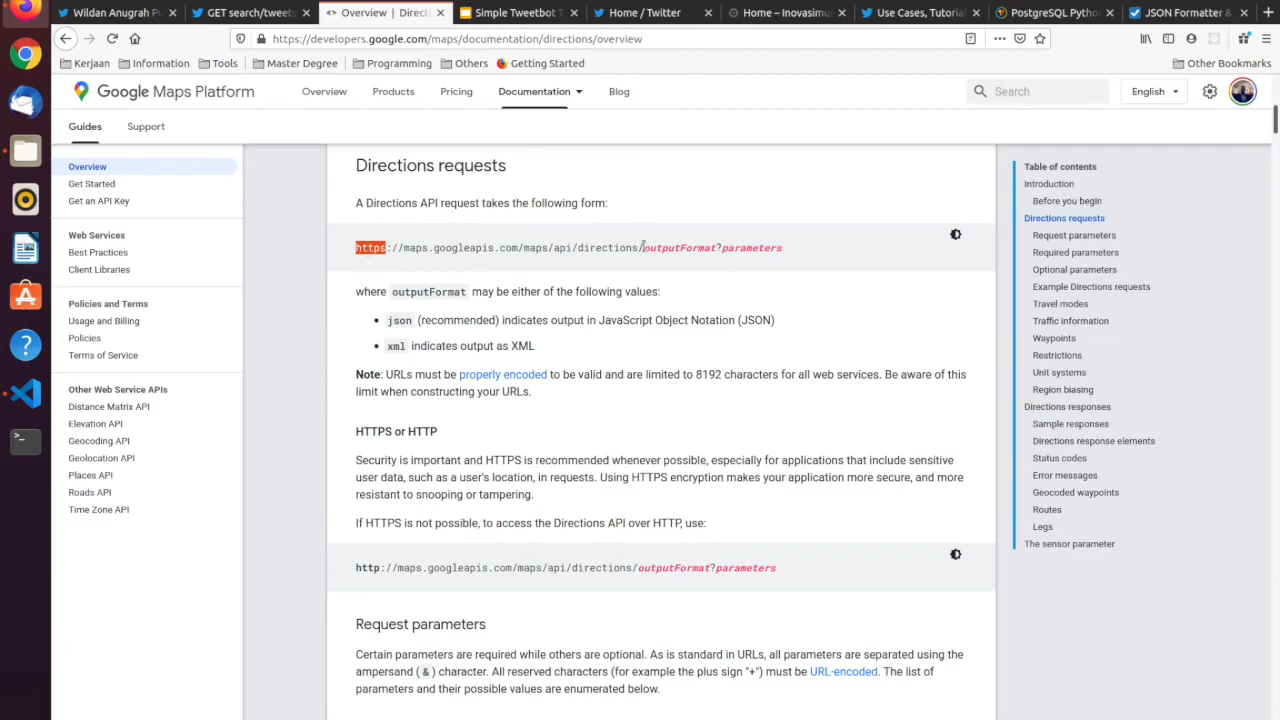 Wildan Anugrah Pu
GET search/tweets
Overview | Directi
Simple Tweetbot T
Home / Twitter
Home – Inovasimu
Use Cases, Tutorial
PostgreSQL Pytho
JSON Formatter &
https://developers.google.com/maps/documentation/directions/overview
Kerjaan
Information
Tools
Master Degree
Programming
Others
Getting Started
Other Bookmarks
Google Maps Platform
Overview
Products
Pricing
Documentation
Blog
Search
English
Guides
Support
Overview
Get Started
Get an API Key
Web Services
Best Practices
Client Libraries
Policies and Terms
Usage and Billing
Policies
Terms of Service
Other Web Service APIs
Distance Matrix API
Elevation API
Geocoding API
Geolocation API
Places API
Roads API
Time Zone API
Directions requests
A Directions API request takes the following form:
https://maps.googleapis.com/maps/api/directions/outputFormat?parameters
where outputFormat may be either of the following values:
• json (recommended) indicates output in JavaScript Object Notation (JSON)
• xml indicates output as XML
Note: URLs must be properly encoded to be valid and are limited to 8192 characters for all web services. Be aware of this
limit when constructing your URLs.
HTTPS or HTTP
Security is important and HTTPS is recommended whenever possible, especially for applications that include sensitive
user data, such as a user's location, in requests. Using HTTPS encryption makes your application more secure, and more
resistant to snooping or tampering.
If HTTPS is not possible, to access the Directions API over HTTP, use:
http://maps.googleapis.com/maps/api/directions/outputFormat?parameters
Request parameters
Certain parameters are required while others are optional. As is standard in URLs, all parameters are separated using the
ampersand (&) character. All reserved characters (for example the plus sign "+") must be URL-encoded. The list of
parameters and their possible values are enumerated below.
Table of contents
Introduction
Before you begin
Directions requests
Request parameters
Required parameters
Optional parameters
Example Directions requests
Travel modes
Traffic information
Waypoints
Restrictions
Unit systems
Region biasing
Directions responses
Sample responses
Directions response elements
Status codes
Error messages
Geocoded waypoints
Routes
Legs
The sensor parameter